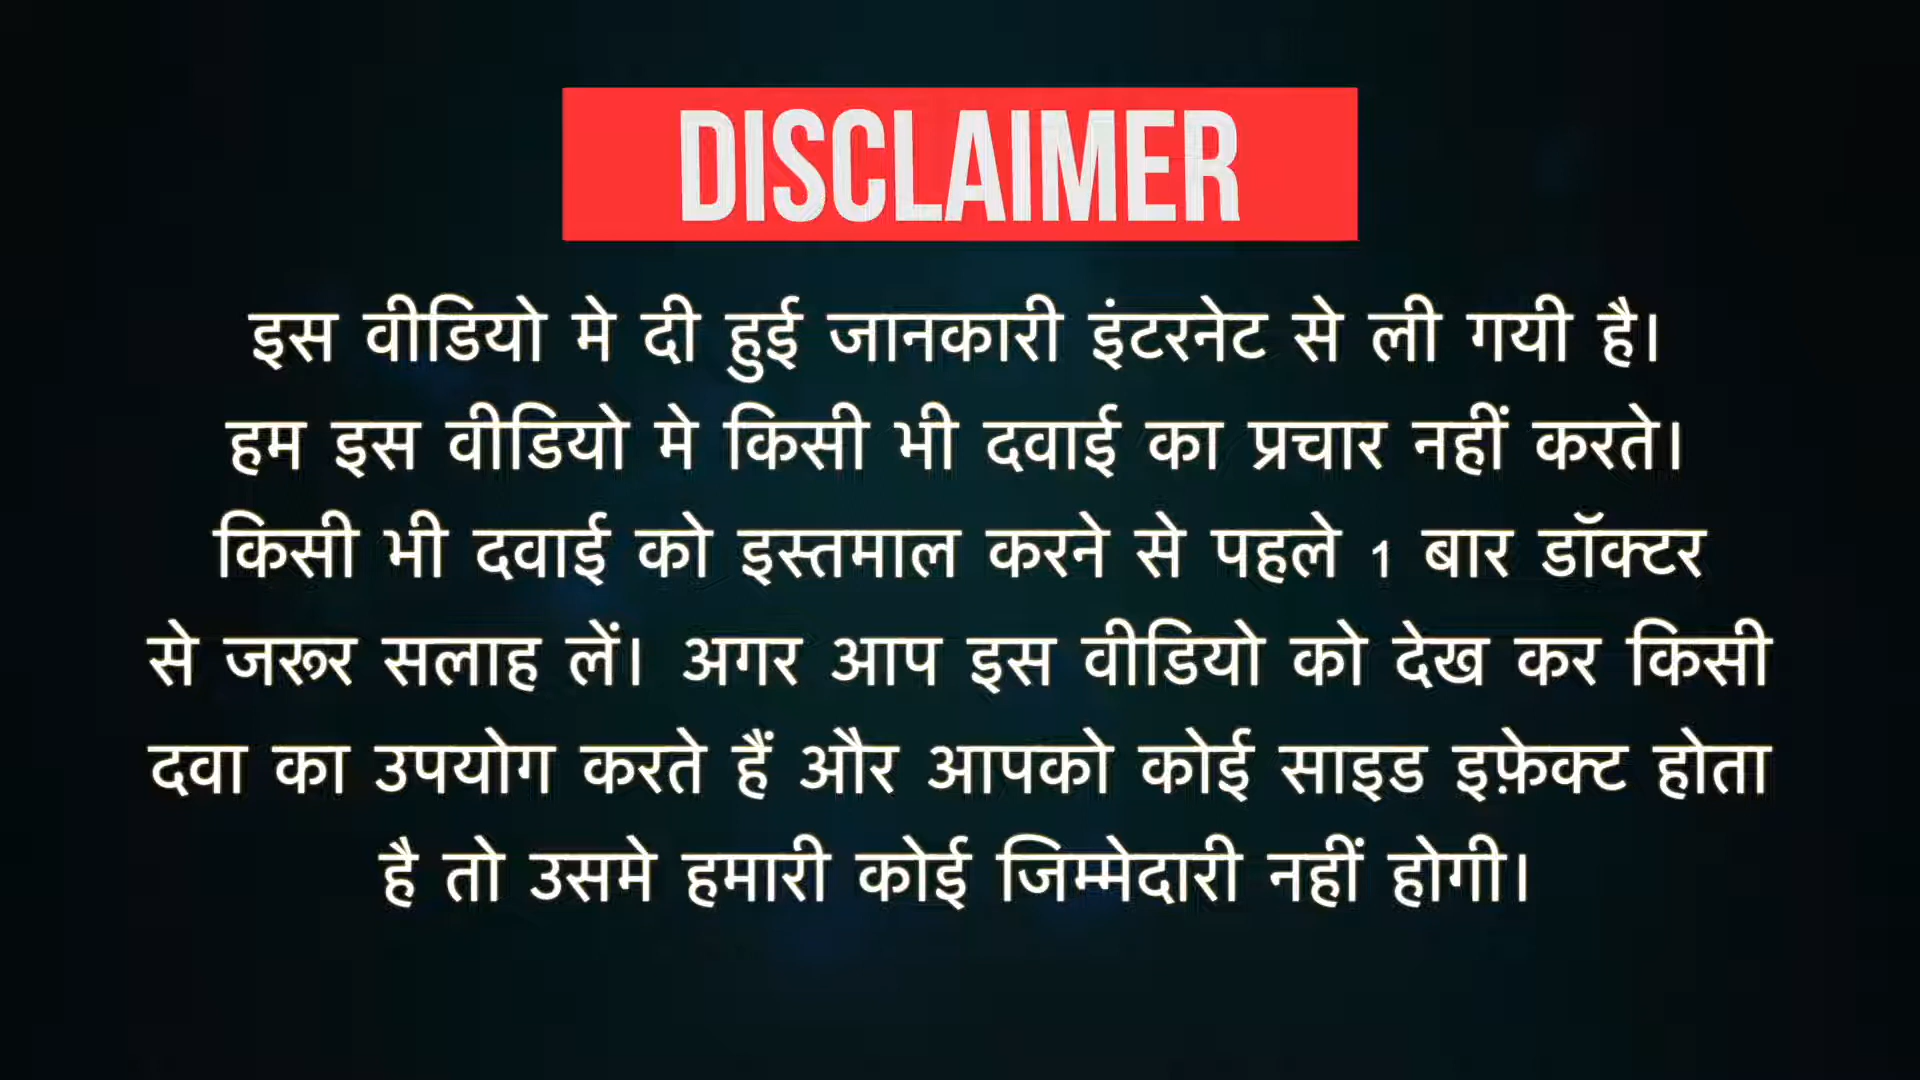 DISCLAIMER
इस वीडियो मे दी हुई जानकारी इंटरनेट से ली गयी है।
हम इस वीडियो मे किसी भी दवाई का प्रचार नहीं करते।
किसी भी दवाई को इस्तमाल करने से पहले 1 बार डॉक्टर
से जरूर सलाह लें। अगर आप इस वीडियो को देख कर किसी
दवा का उपयोग करते हैं और आपको कोई साइड इफ़ेक्ट होता
है तो उसमे हमारी कोई जिम्मेदारी नहीं होगी।